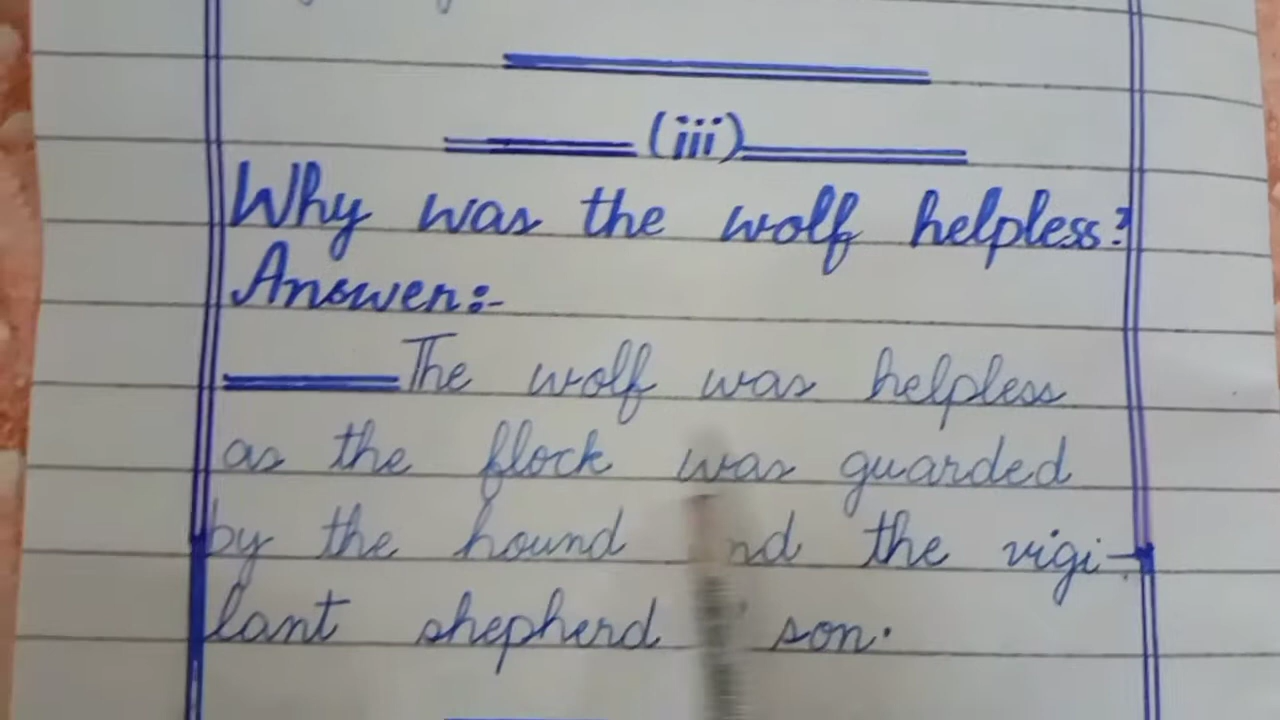 (iii)
Why was the wolf helpless?
Answer:-
The wolf was helpless
as the flock was guarded
by the hound the vigi-
lant shepherd son.